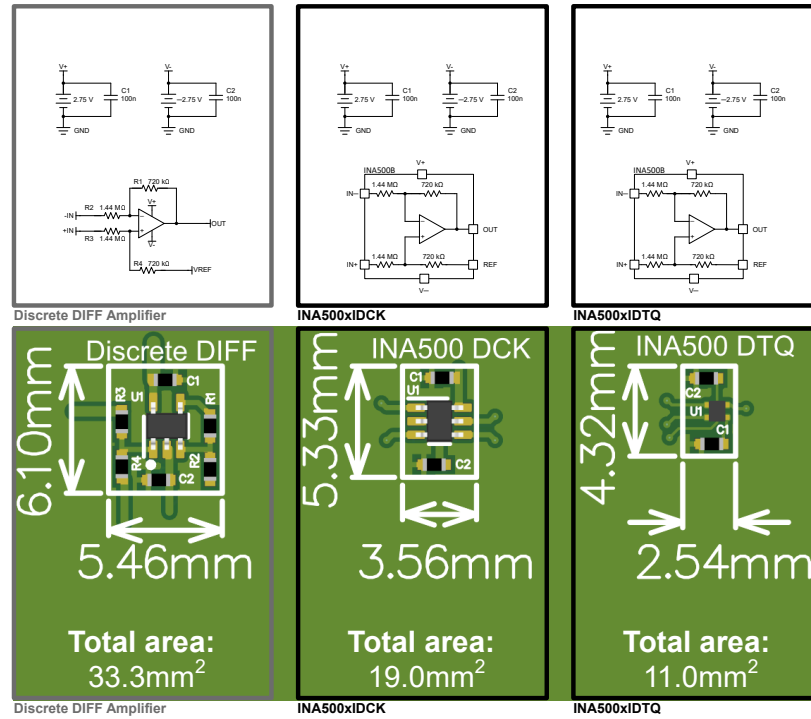 V+
2.75 V
C1
100n
GND
V-
–2.75 V
C2
100n
GND
R1 720 kΩ
V+
R2 1.44 MΩ
-IN
+IN
R3 1.44 MΩ
OUT
V-
R4 720 kΩ
VREF
V+
2.75 V
C1
100n
GND
V-
–2.75 V
C2
100n
GND
V+
INA500B
1.44 MΩ 720 kΩ
IN–
OUT
IN+ 1.44 MΩ 720 kΩ REF
V–
V+
2.75 V
C1
100n
GND
V-
–2.75 V
C2
100n
GND
V+
INA500B
1.44 MΩ 720 kΩ
IN–
OUT
IN+ 1.44 MΩ 720 kΩ REF
V–
Discrete DIFF Amplifier
INA500xIDCK
INA500xIDTQ
Discrete DIFF
6.10mm
C1
R3 U1 R1
R4 R2
C2
5.46mm
Total area:
33.3mm²
INA500 DCK
5.33mm
C1
U1
C2
3.56mm
Total area:
19.0mm²
INA500 DTQ
4.32mm
C2
U1
C1
2.54mm
Total area:
11.0mm²
Discrete DIFF Amplifier
INA500xIDCK
INA500xIDTQ